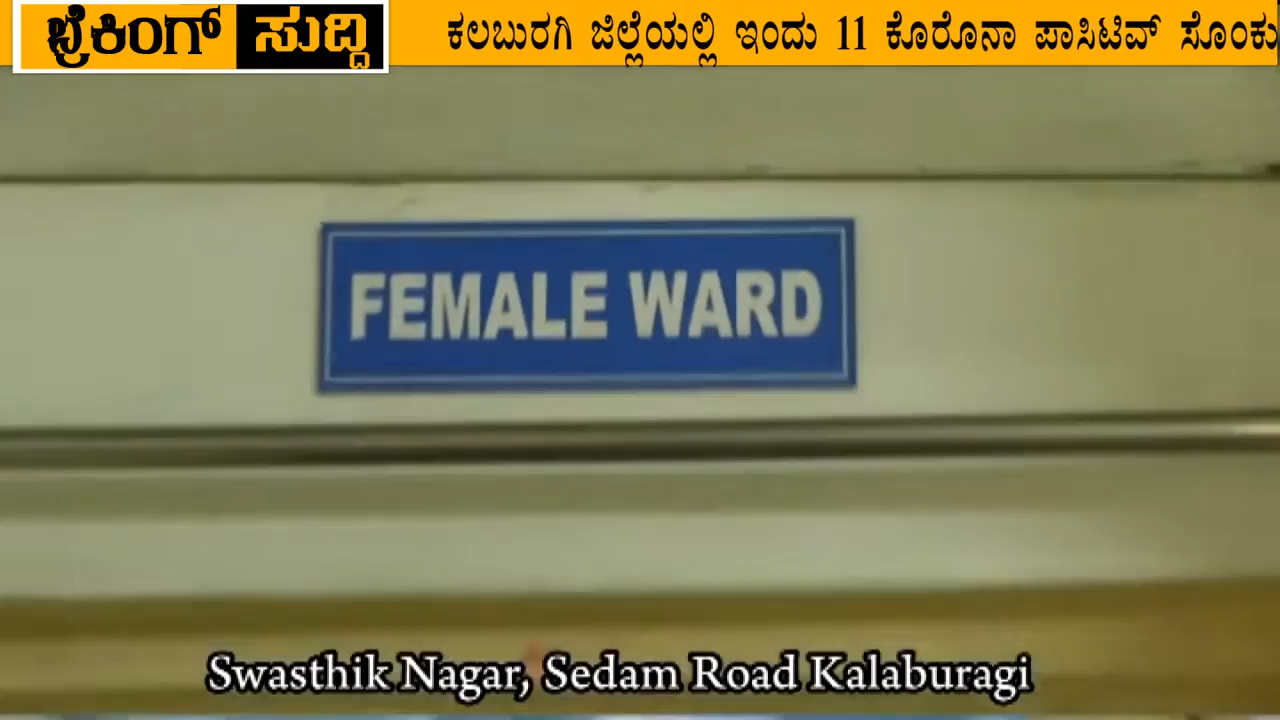 ಬ್ರೇಕಿಂಗ್ ಸುದ್ದಿ
ಕಲಬುರಗಿ ಜಿಲ್ಲೆಯಲ್ಲಿ ಇಂದು 11 ಕೊರೊನಾ ಪಾಸಿಟಿವ್ ಸೊಂಕು
FEMALE WARD
Swasthik Nagar, Sedam Road Kalaburagi